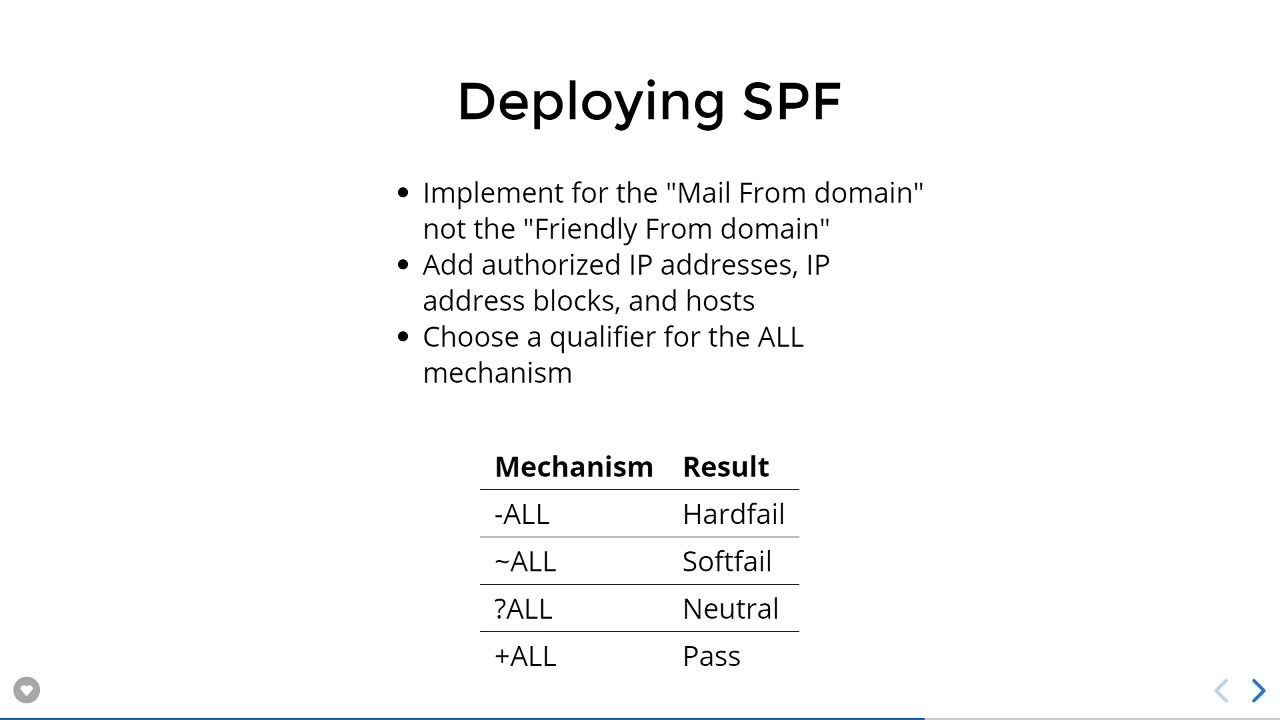 Deploying SPF
Implement for the "Mail From domain"
not the "Friendly From domain"
Add authorized IP addresses, IP
address blocks, and hosts
Choose a qualifier for the ALL
mechanism
Mechanism Result
-ALL Hardfail
~ALL Softfail
?ALL Neutral
+ALL Pass